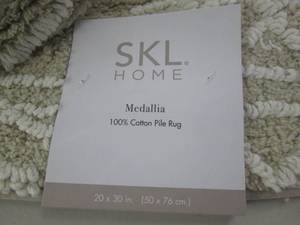 SKL®
HOME
Medallia
100% Cotton Pile Rug
20 x 30 in. (50 x 76 cm.)